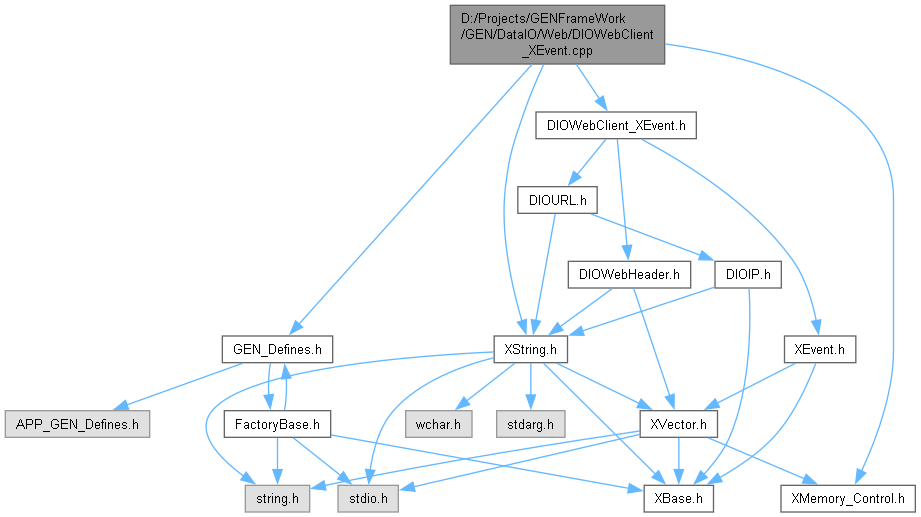 D:/Projects/GENFrameWork
/GEN/DataIO/Web/DIOWebClient
_XEvent.cpp
DIOWebClient_XEvent.h
DIOURL.h
DIOWebHeader.h
DIOIP.h
GEN_Defines.h
XString.h
XEvent.h
APP_GEN_Defines.h
FactoryBase.h
wchar.h
stdarg.h
XVector.h
string.h
stdio.h
XBase.h
XMemory_Control.h